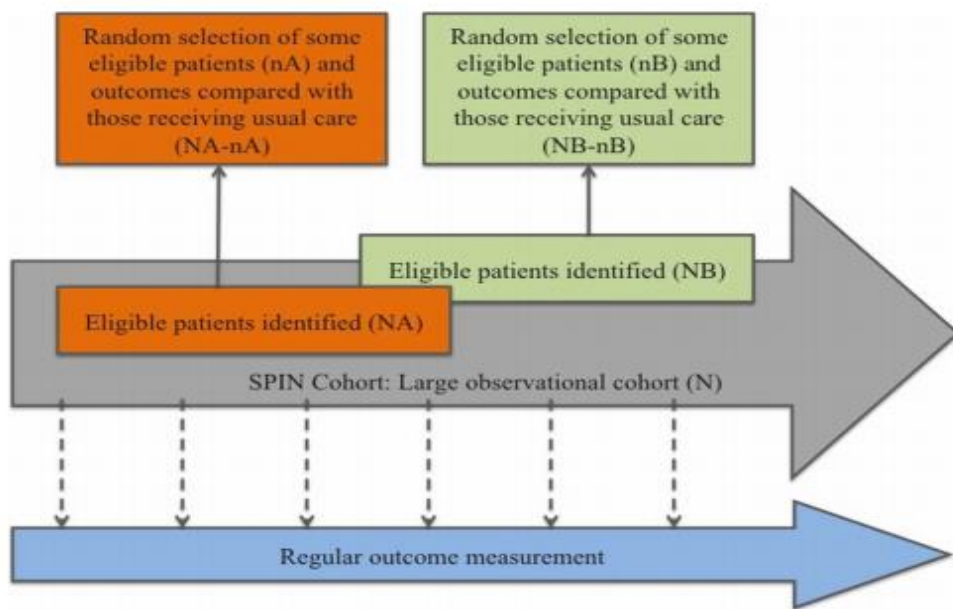 Random selection of some
eligible patients (nA) and
outcomes compared with
those receiving usual care
(NA-nA)
Random selection of some
eligible patients (nB) and
outcomes compared with
those receiving usual care
(NB-nB)
Eligible patients identified (NB)
Eligible patients identified (NA)
SPIN Cohort: Large observational cohort (N)
Regular outcome measurement